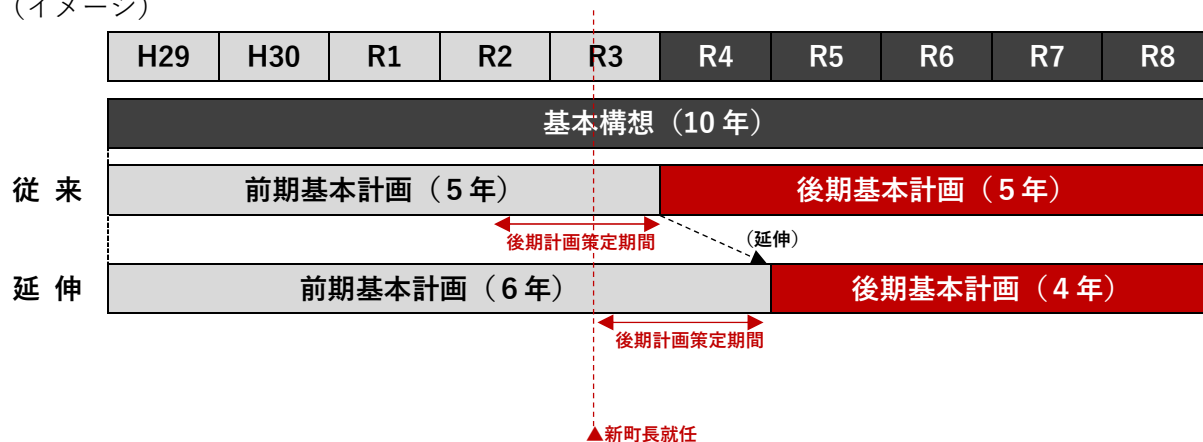 （イメージ）
H29 H30 R1 R2 R3 R4 R5 R6 R7 R8
基本構想（10年）
従来 前期基本計画（5年） 後期基本計画（5年）
後期計画策定期間 （延伸）
延伸 前期基本計画（6年） 後期基本計画（4年）
後期計画策定期間
▲新町長就任